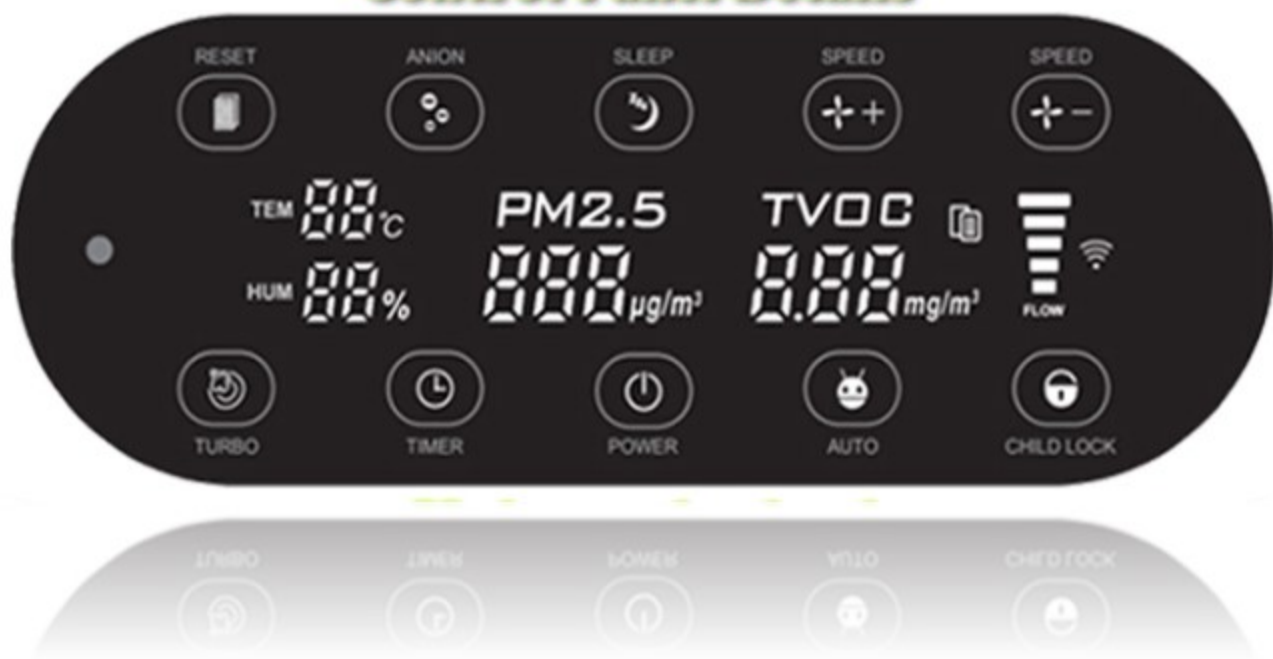 RESET ANION SLEEP SPEED SPEED
TEM 88°C
HUM 88%
PM2.5
888 μg/m³
TVOC
8.88 mg/m³
FLOW
TURBO TIMER POWER AUTO CHILD LOCK